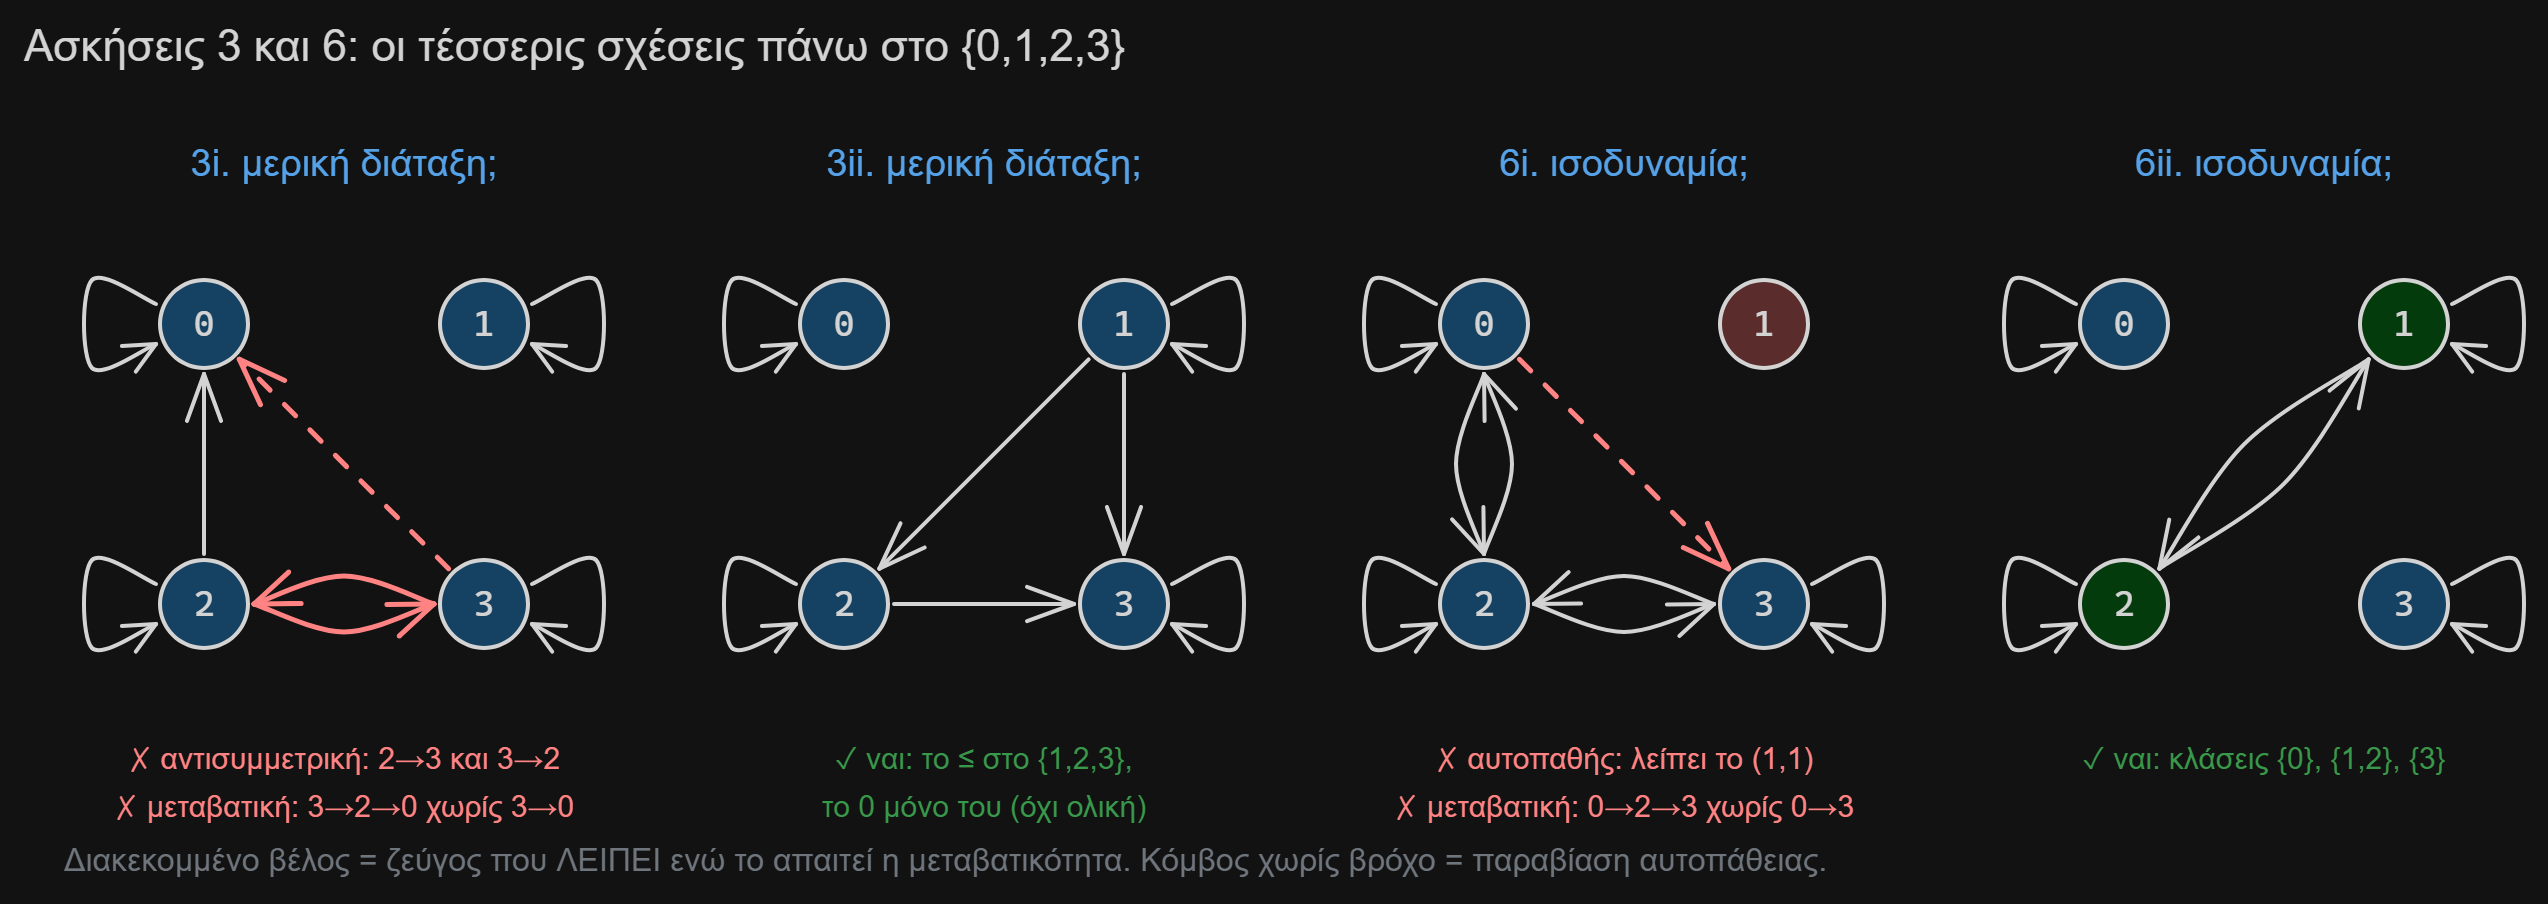 Ασκήσεις 3 και 6: οι τέσσερις σχέσεις πάνω στο {0,1,2,3}
3i. μερική διάταξη;
3ii. μερική διάταξη;
6i. ισοδυναμία;
6ii. ισοδυναμία;
0
1
0
1
0
1
0
1
2
3
2
3
2
3
2
3
✗ αντισυμμετρική: 2→3 και 3→2
✗ μεταβατική: 3→2→0 χωρίς 3→0
✓ ναι: το ≤ στο {1,2,3},
το 0 μόνο του (όχι ολική)
✗ αυτοπαθής: λείπει το (1,1)
✗ μεταβατική: 0→2→3 χωρίς 0→3
✓ ναι: κλάσεις {0}, {1,2}, {3}
Διακεκομμένο βέλος = ζεύγος που ΛΕΙΠΕΙ ενώ το απαιτεί η μεταβατικότητα. Κόμβος χωρίς βρόχο = παραβίαση αυτοπάθειας.